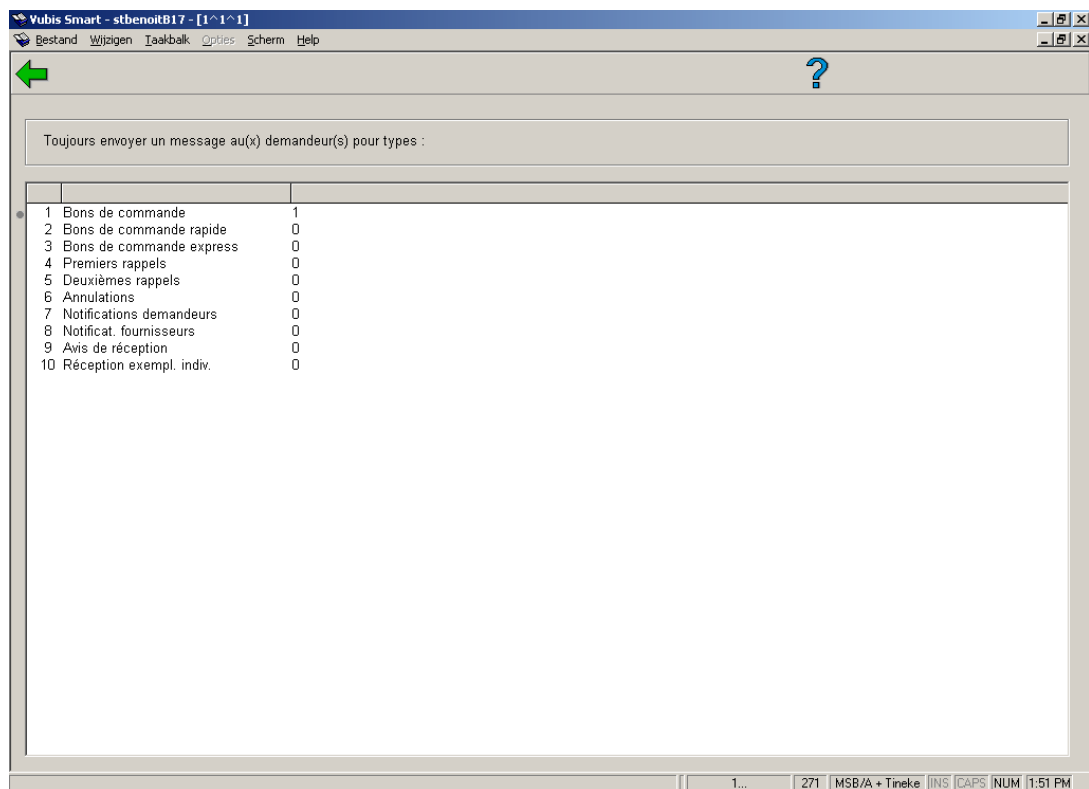 Vubis Smart - stbenoitB17 - [1^1^1]
Bestand Wijzigen Taakbalk Opties Scherm Help
?
Toujours envoyer un message au(x) demandeur(s) pour types :
1 Bons de commande 1
2 Bons de commande rapide 0
3 Bons de commande express 0
4 Premiers rappels 0
5 Deuxièmes rappels 0
6 Annulations 0
7 Notifications demandeurs 0
8 Notificat. fournisseurs 0
9 Avis de réception 0
10 Réception exempl. indiv. 0
1... 271 MSB/A + Tineke INS CAPS NUM 1:51 PM